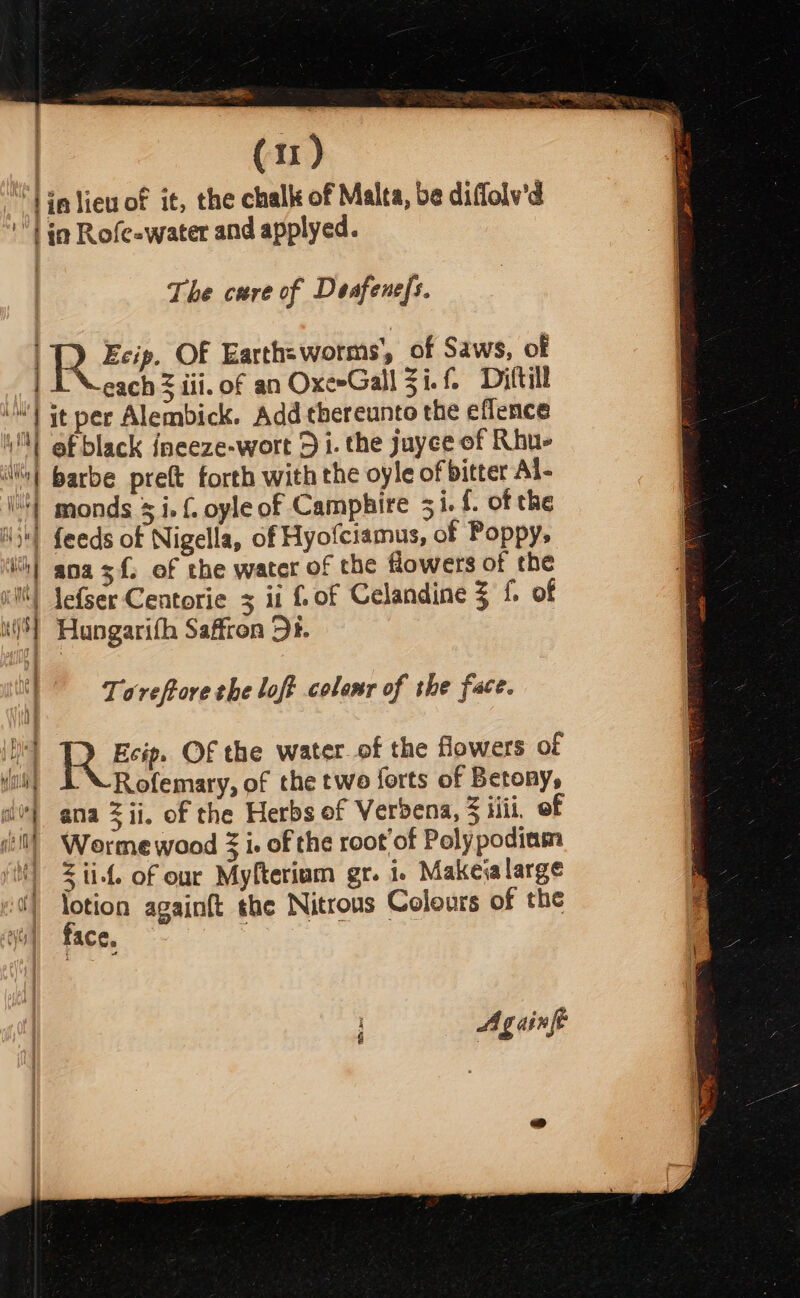 (11)
in lieu of it, the chalk of Malta, be diſſolv'd
in Roſe-water and applyed.
The cure of Deafeneſs.
REcip. Of Earth-worms, of Saws, of
each ℥ iii. of an Oxe-Gall ℥ i. ſ. Diſtill
it per Alembick. Add thereunto the eſſence
of black ſneeze-wort ℈ i. the juyce of Rhu-
barbe preſt forth with the oyle of bitter Al-
monds ʒ i. ſ. oyle of Camphire ʒ i. ſ. of the
ſeeds of Nigella, of Hyoſciamus, of Poppy,
ana ʒ ſ. of the water of the flowers of the
leſser Centorie ʒ ii ſ. of Celandine ℥ ſ. of
Hungariſh Saffron ℈ ſ.
To reſtore the loſt colour of the face.
REcip. Of the water of the flowers of
Roſemary, of the two ſorts of Betony,
ana ℥ ii. of the Herbs of Verbena, ℥ iiii. of
Wormewood ℥ i. of the root of Polypodium
℥ ii. ſ. of our Myſterium gr. i. Make a large
lotion againſt the Nitrous Colours of the
face.
Againſt